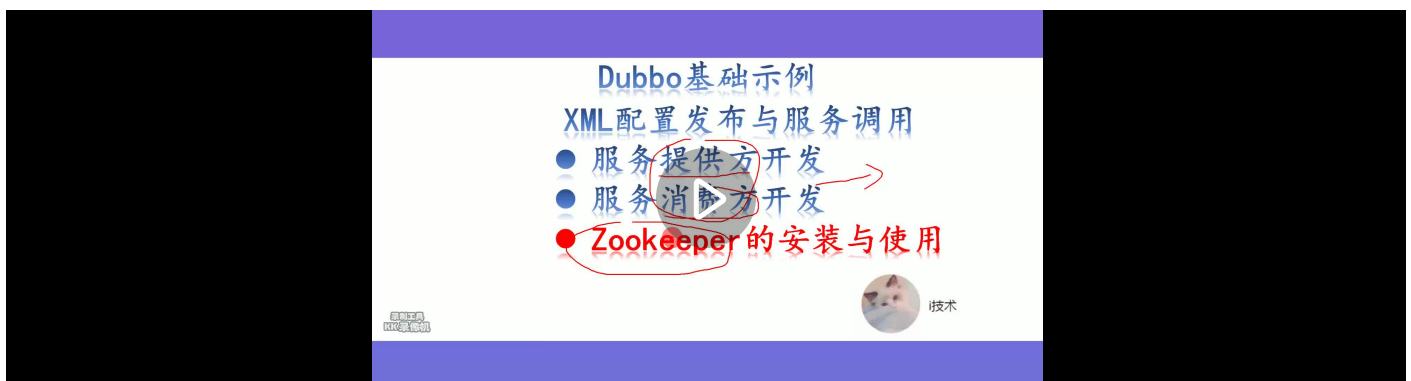 Dubbo基础示例
XML配置发布与服务调用
● 服务提供方开发
● 服务消费方开发
● Zookeeper的安装与使用
i技术
录制工具
KK录像机